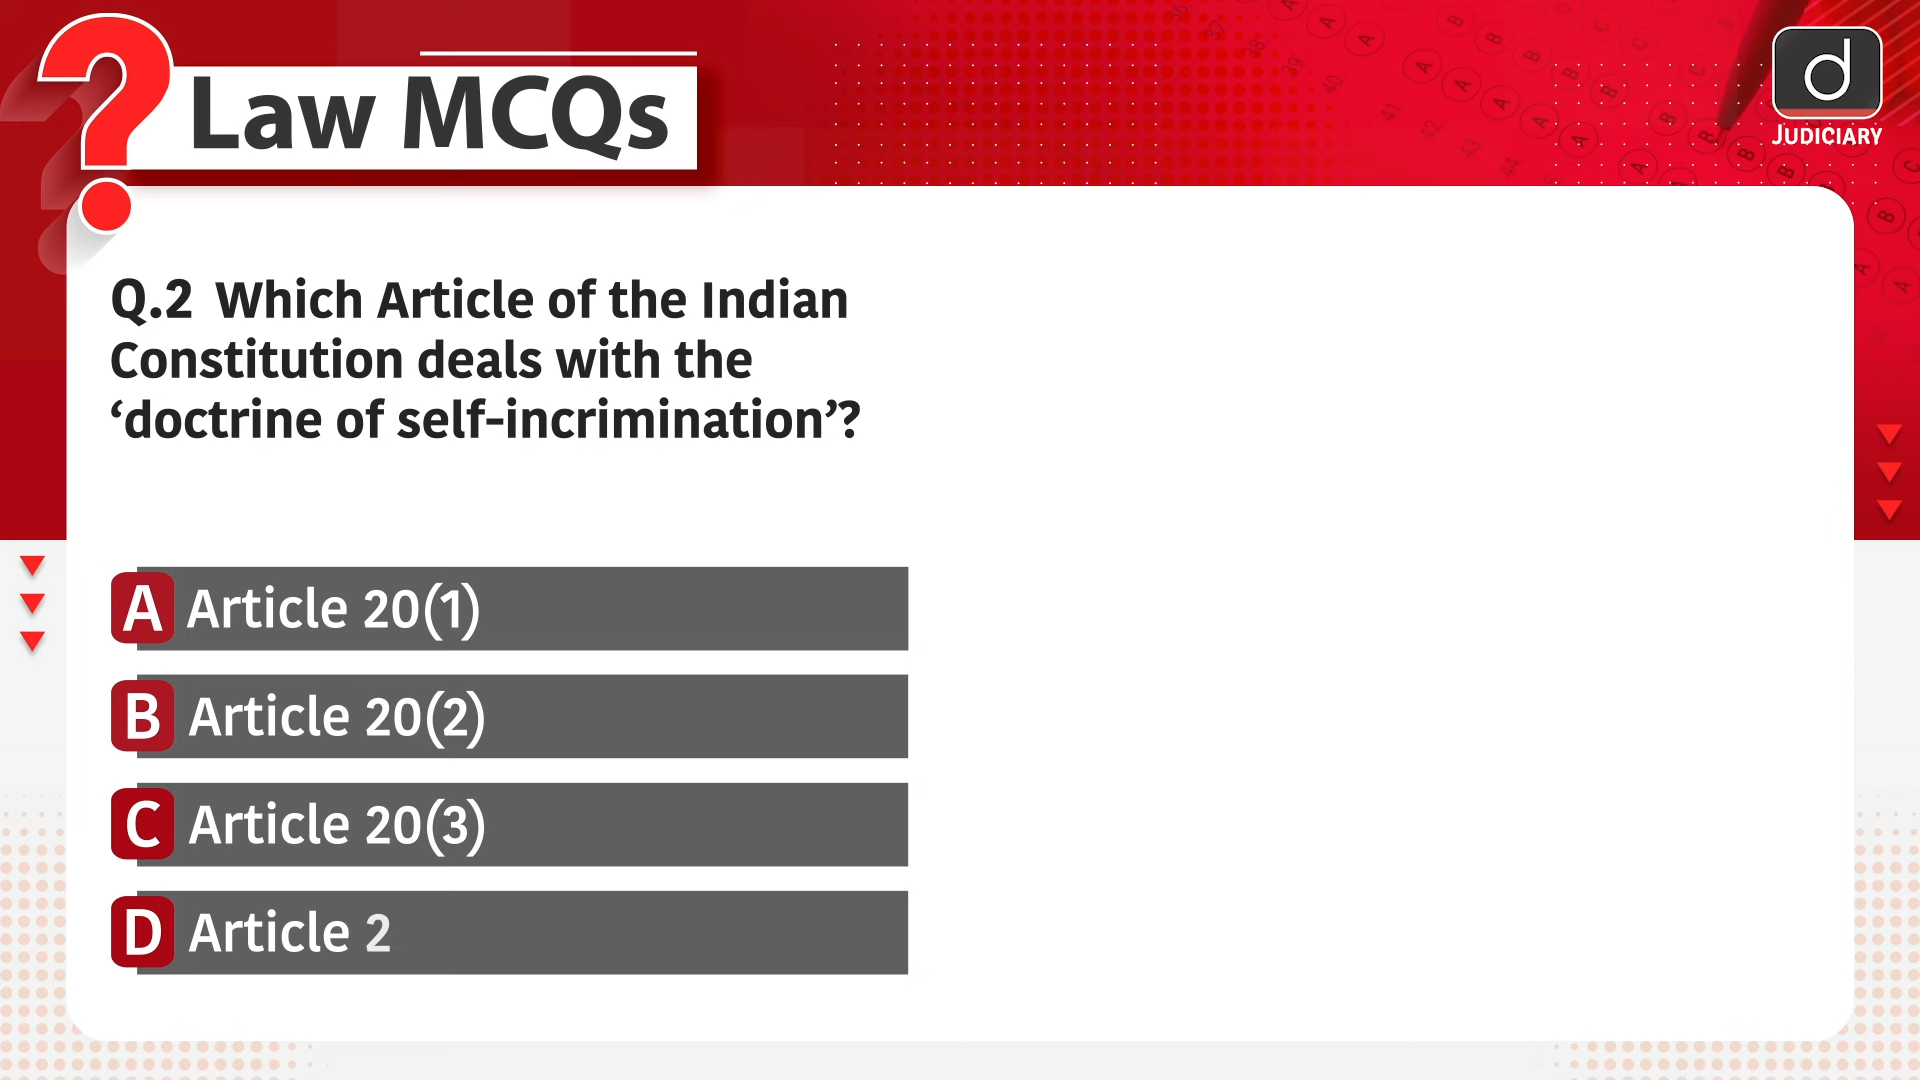 Law MCQs
d
JUDICIARY
Q.2 Which Article of the Indian
Constitution deals with the
‘doctrine of self-incrimination’?
A Article 20(1)
B Article 20(2)
C Article 20(3)
D Article 2